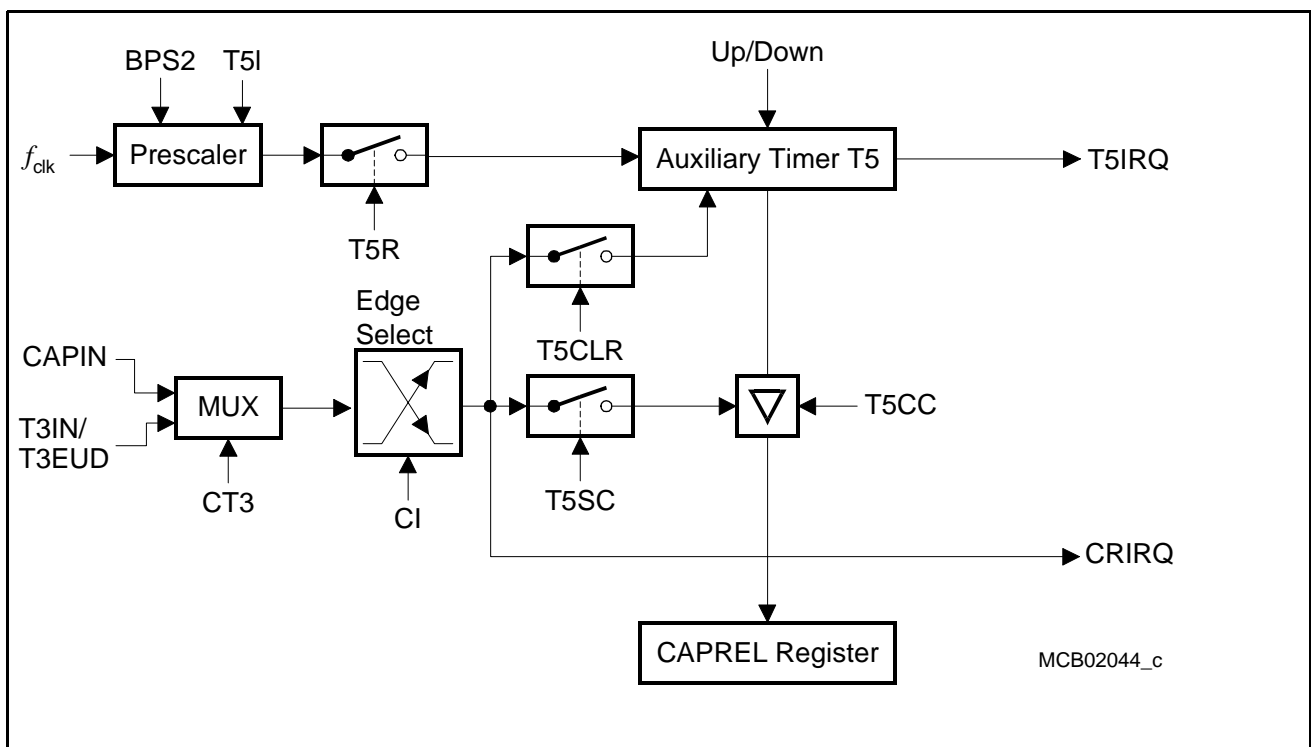 BPS2
T5I
Up/Down
fclk
Prescaler
Auxiliary Timer T5
T5IRQ
T5R
Edge
Select
T5CLR
CAPIN
MUX
T3IN/
T3EUD
T5CC
CT3
CI
T5SC
CRIRQ
CAPREL Register
MCB02044_c